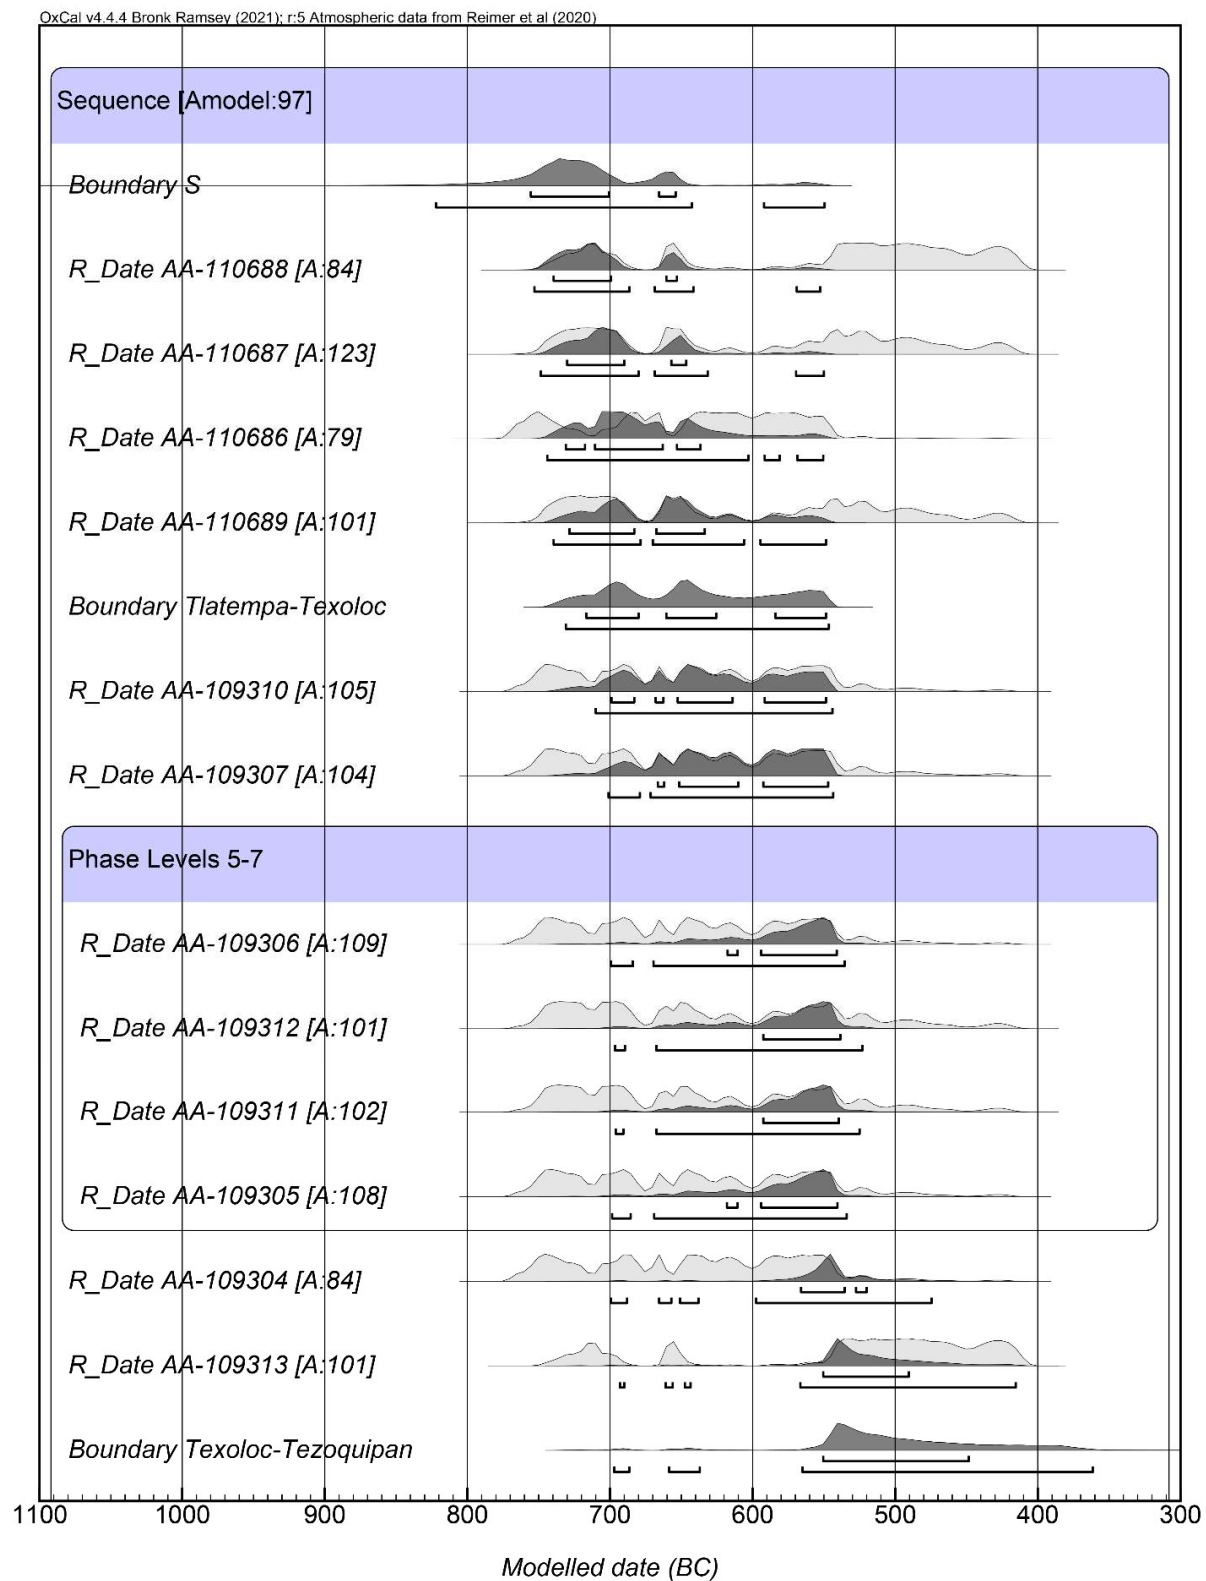 OxCal v4.4.4 Bronk Ramsey (2021); r:5 Atmospheric data from Reimer et al (2020)
Sequence [Amodel:97]
Boundary S
R_Date AA-110688 [A:84]
R_Date AA-110687 [A:123]
R_Date AA-110686 [A:79]
R_Date AA-110689 [A:101]
Boundary Tlatempa-Texoloc
R_Date AA-109310 [A:105]
R_Date AA-109307 [A:104]
Phase Levels 5-7
R_Date AA-109306 [A:109]
R_Date AA-109312 [A:101]
R_Date AA-109311 [A:102]
R_Date AA-109305 [A:108]
R_Date AA-109304 [A:84]
R_Date AA-109313 [A:101]
Boundary Texoloc-Tezoquipan
1100 1000 900 800 700 600 500 400 300
Modelled date (BC)